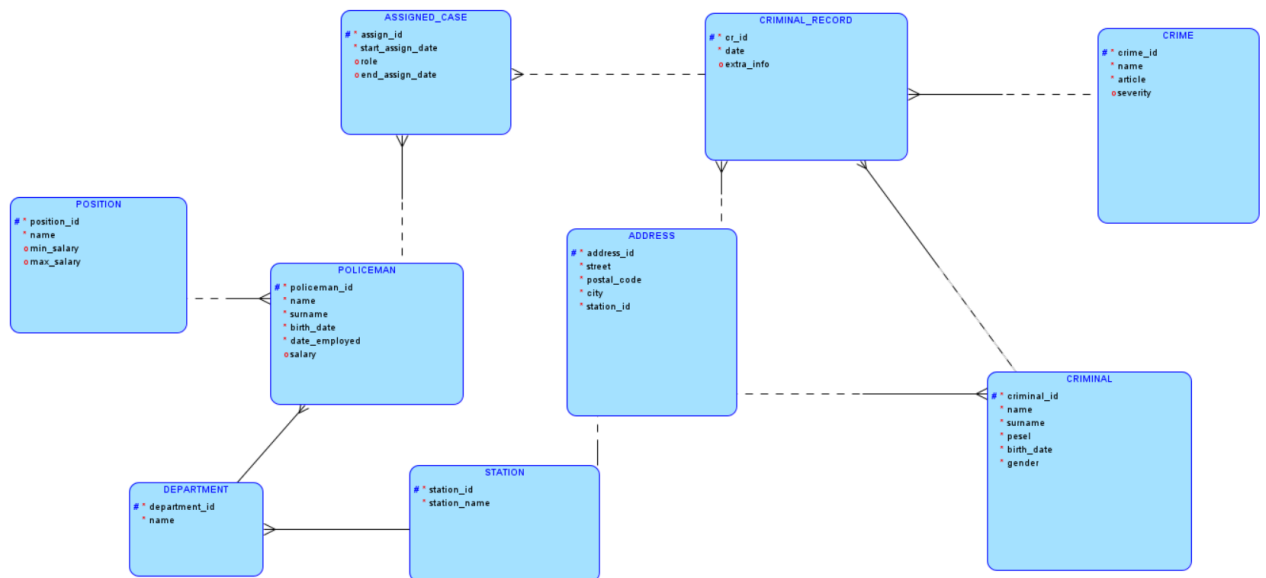 ASSIGNED_CASE
# * assign_id
* start_assign_date
o role
o end_assign_date
CRIMINAL_RECORD
# * cr_id
* date
o extra_info
CRIME
# * crime_id
* name
* article
o severity
POSITION
# * position_id
* name
o min_salary
o max_salary
POLICEMAN
# * policeman_id
* name
* surname
* birth_date
* date_employed
o salary
ADDRESS
# * address_id
* street
* postal_code
* city
* station_id
CRIMINAL
# * criminal_id
* name
* surname
* pesel
* birth_date
* gender
DEPARTMENT
# * department_id
* name
STATION
# * station_id
* station_name